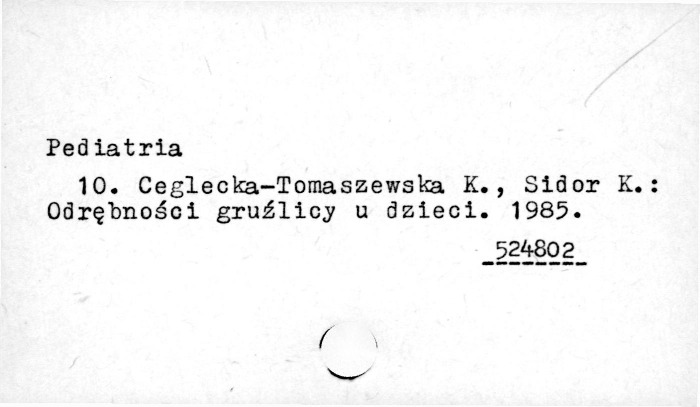 Pediatria
10. Ceglecka-Tomaszewska K., Sidor K.:
Odrębności gruźlicy u dzieci. 1985.
524802